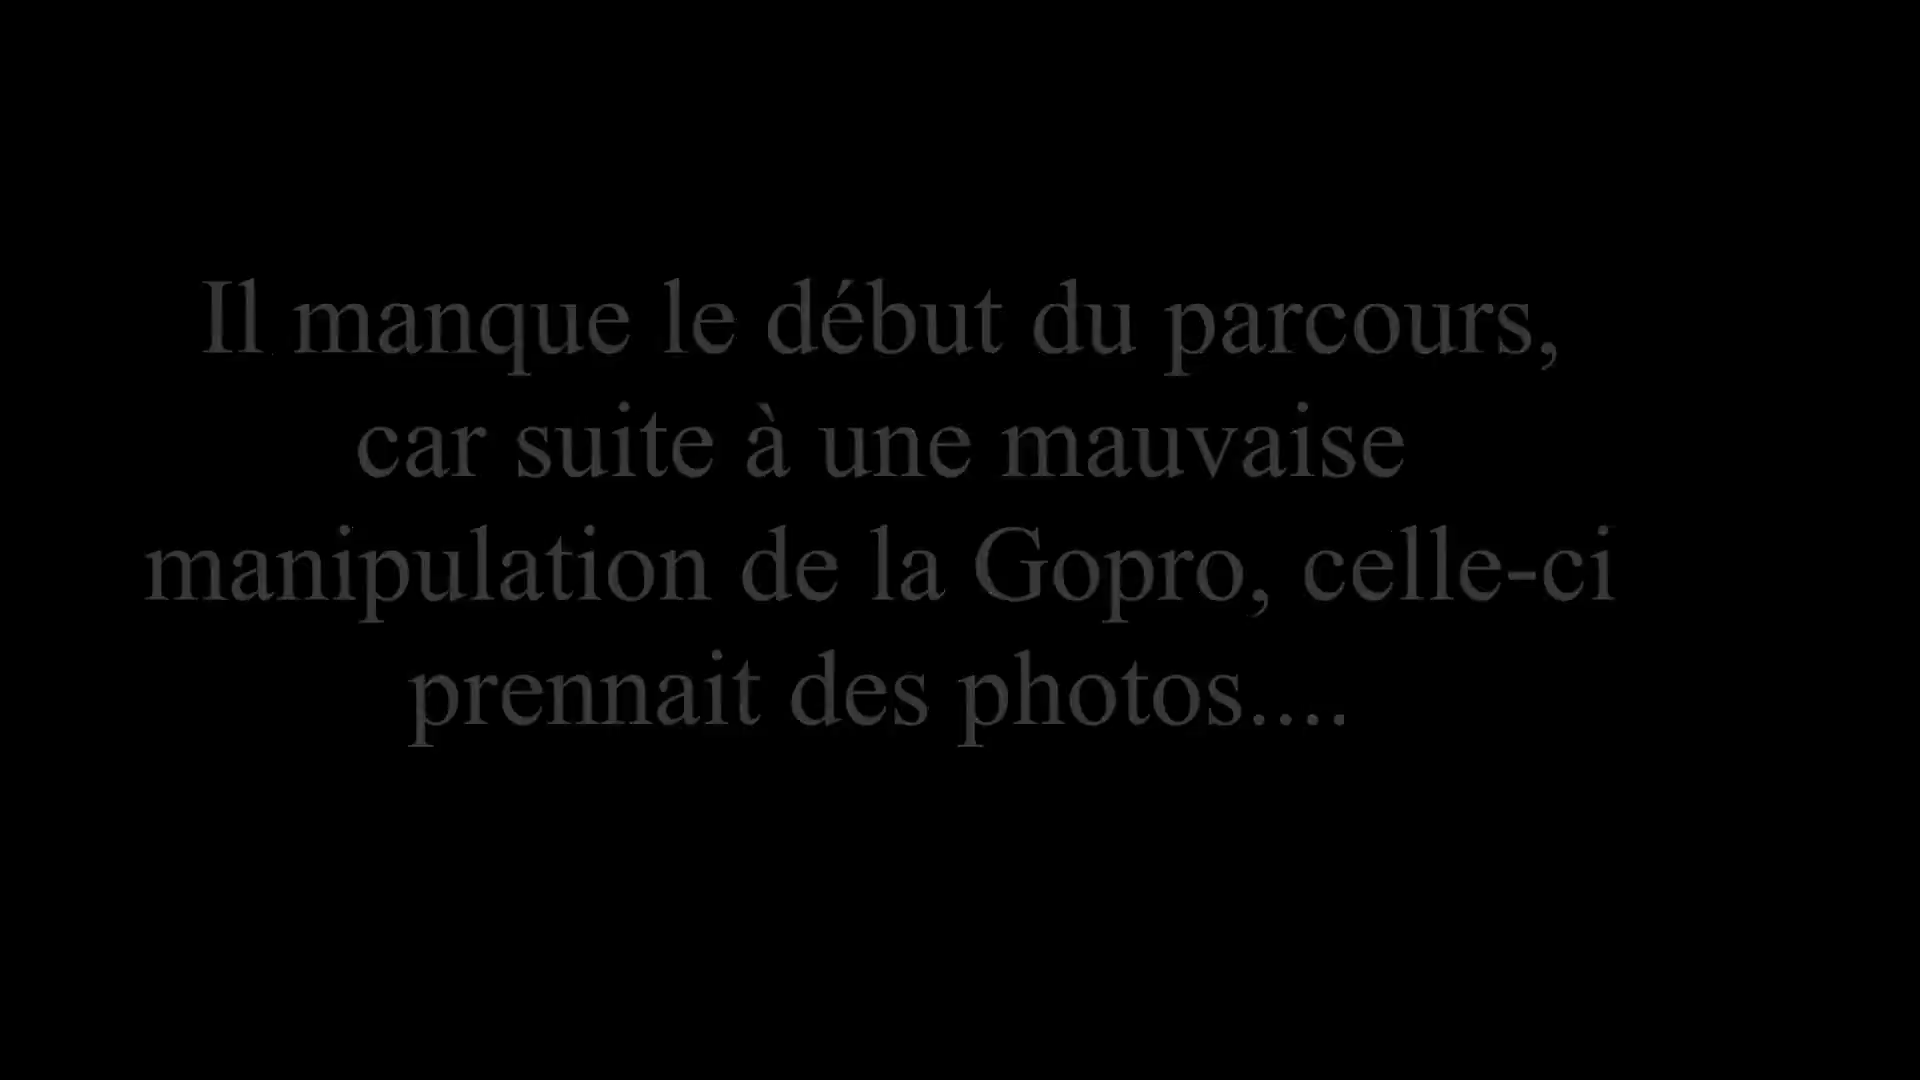 Il manque le début du parcours,
car suite à une mauvaise
manipulation de la Gopro, celle-ci
prennait des photos....